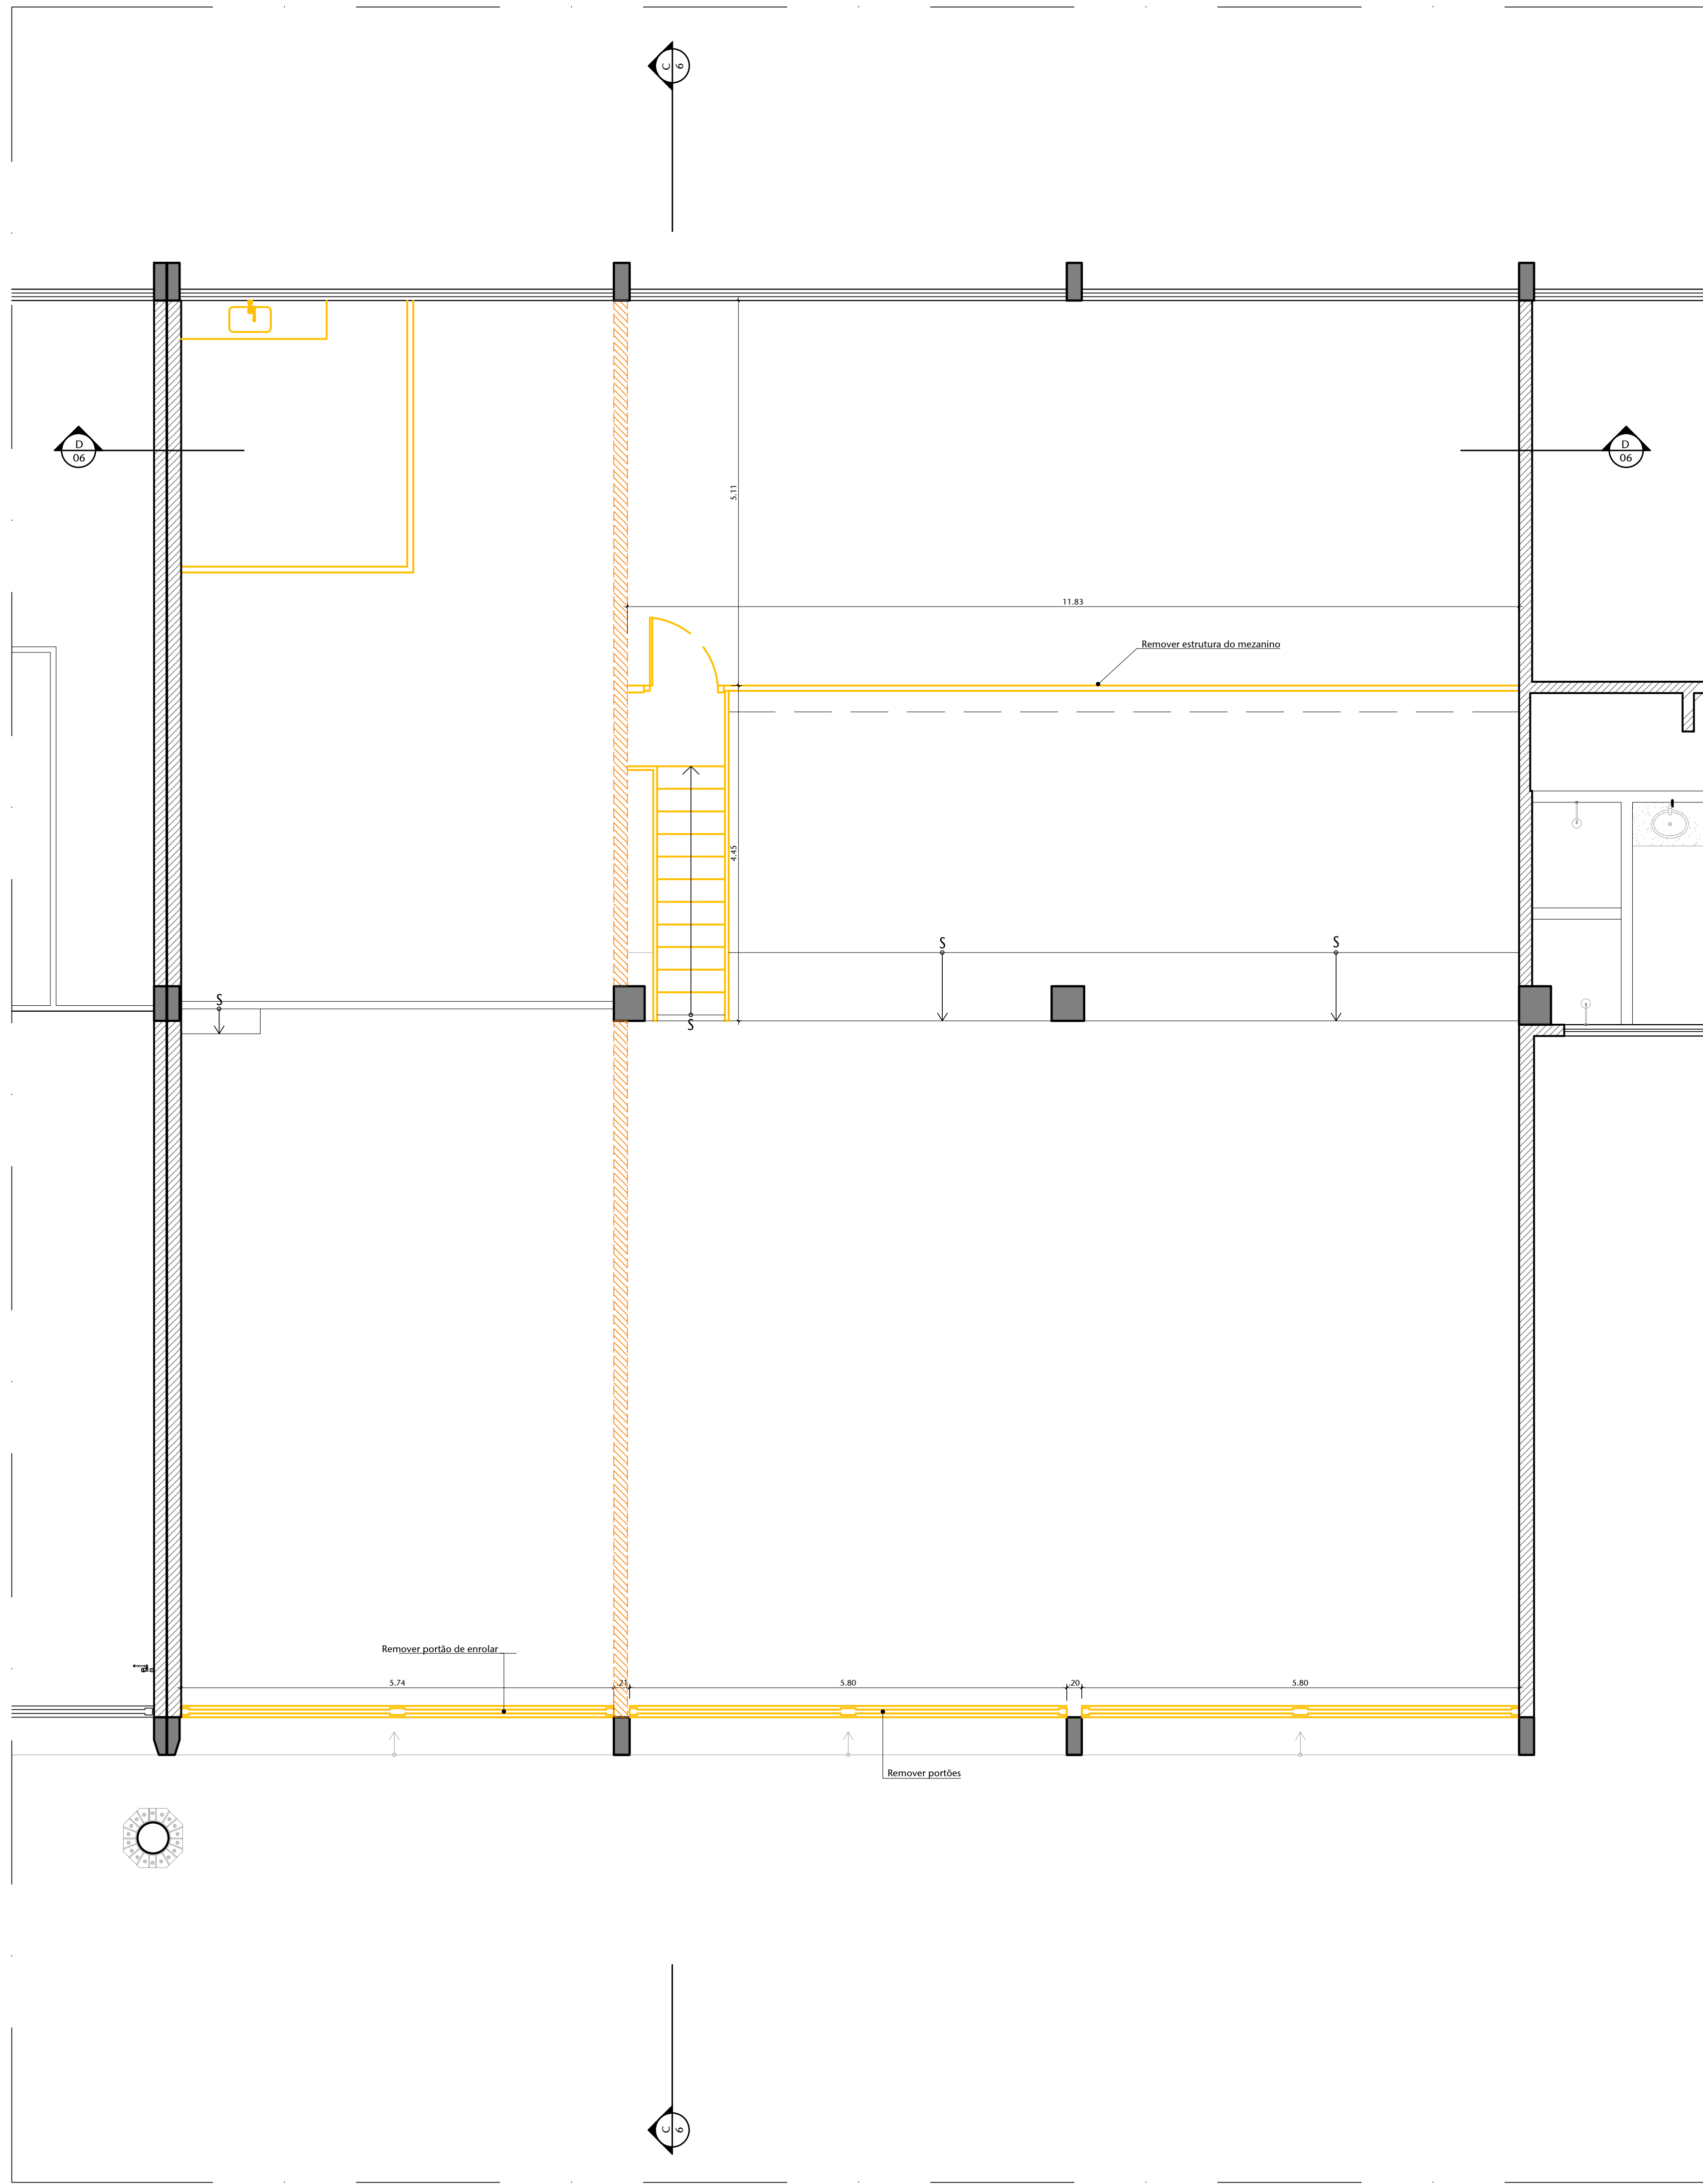 C
6
D
06
D
06
5.11
11.83
Remover estrutura do mezanino
4.45
S
S
S
S
Remover portão de enrolar
5.74
.21
5.80
.20
5.80
Remover portões
C
6